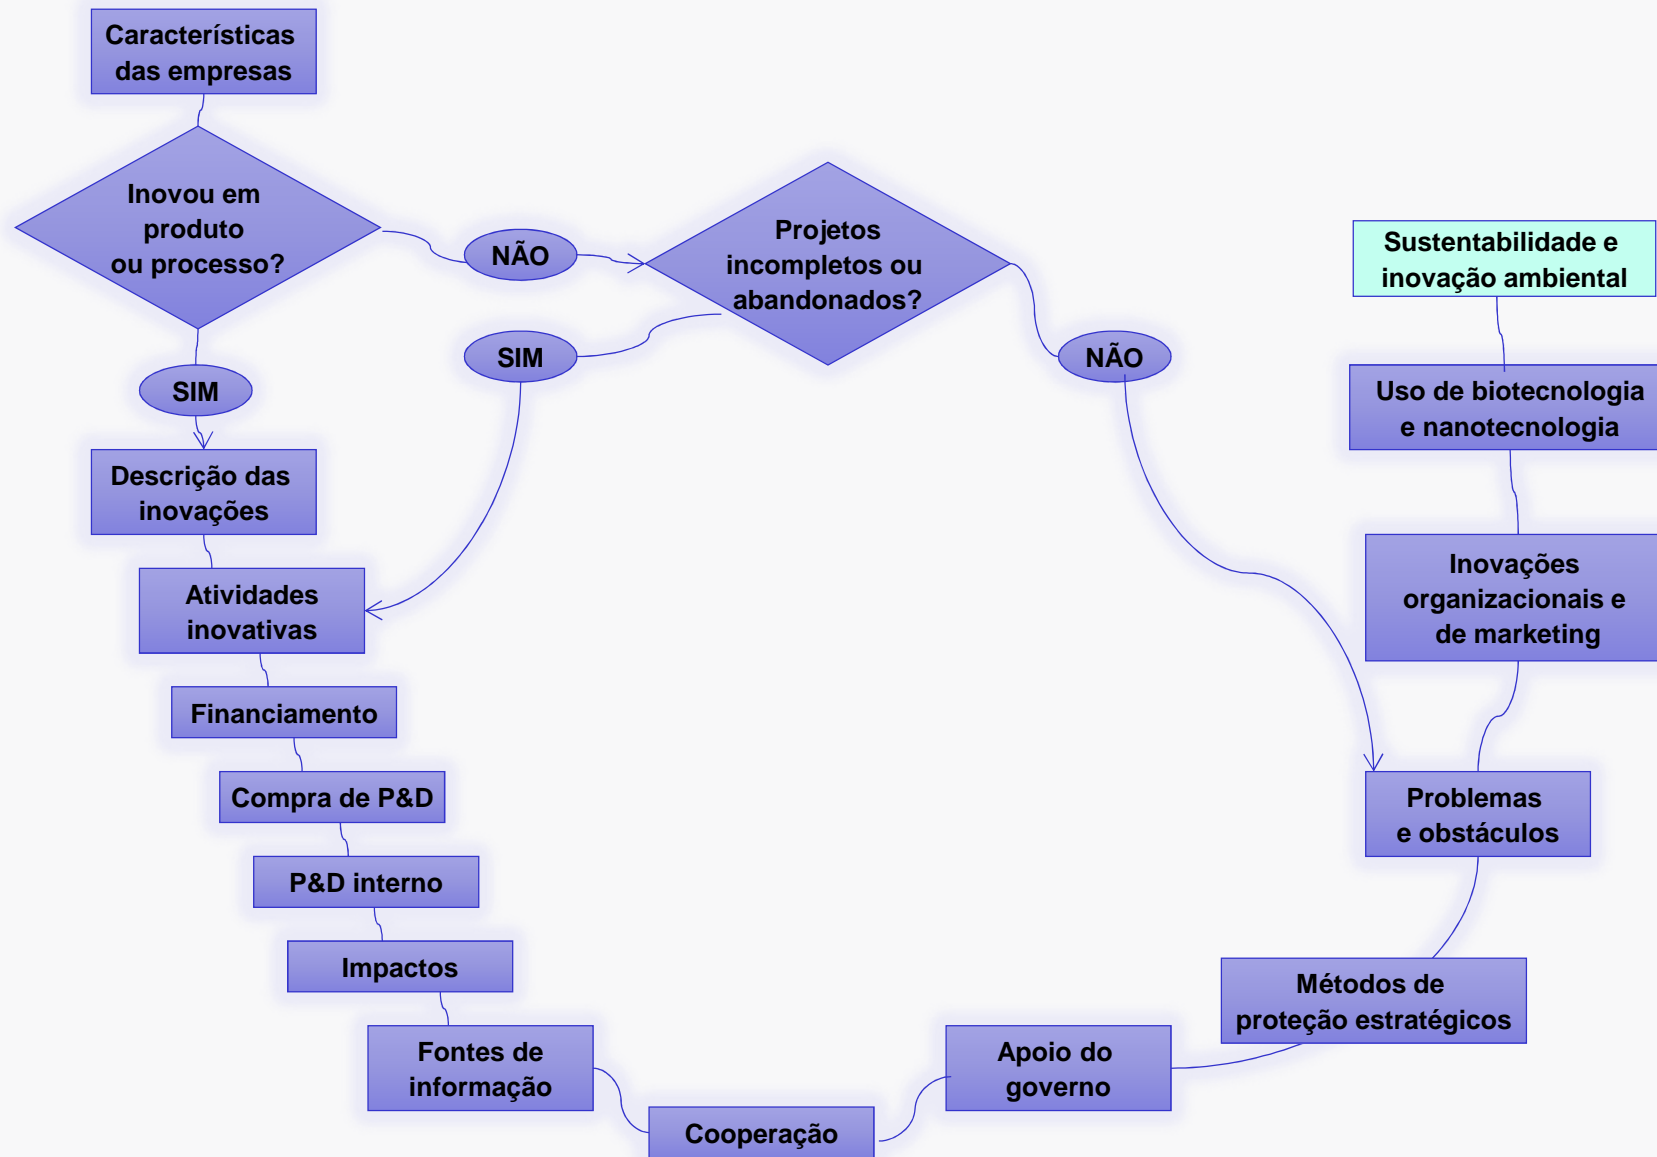 Características
das empresas
Inovou em
produto
ou processo?
NÃO
Projetos
incompletos ou
abandonados?
SIM
SIM
NÃO
Descrição das
inovações
Atividades
inovativas
Financiamento
Compra de P&D
P&D interno
Impactos
Fontes de
informação
Cooperação
Apoio do
governo
Métodos de
proteção estratégicos
Problemas
e obstáculos
Inovações
organizacionais e
de marketing
Uso de biotecnologia
e nanotecnologia
Sustentabilidade e
inovação ambiental